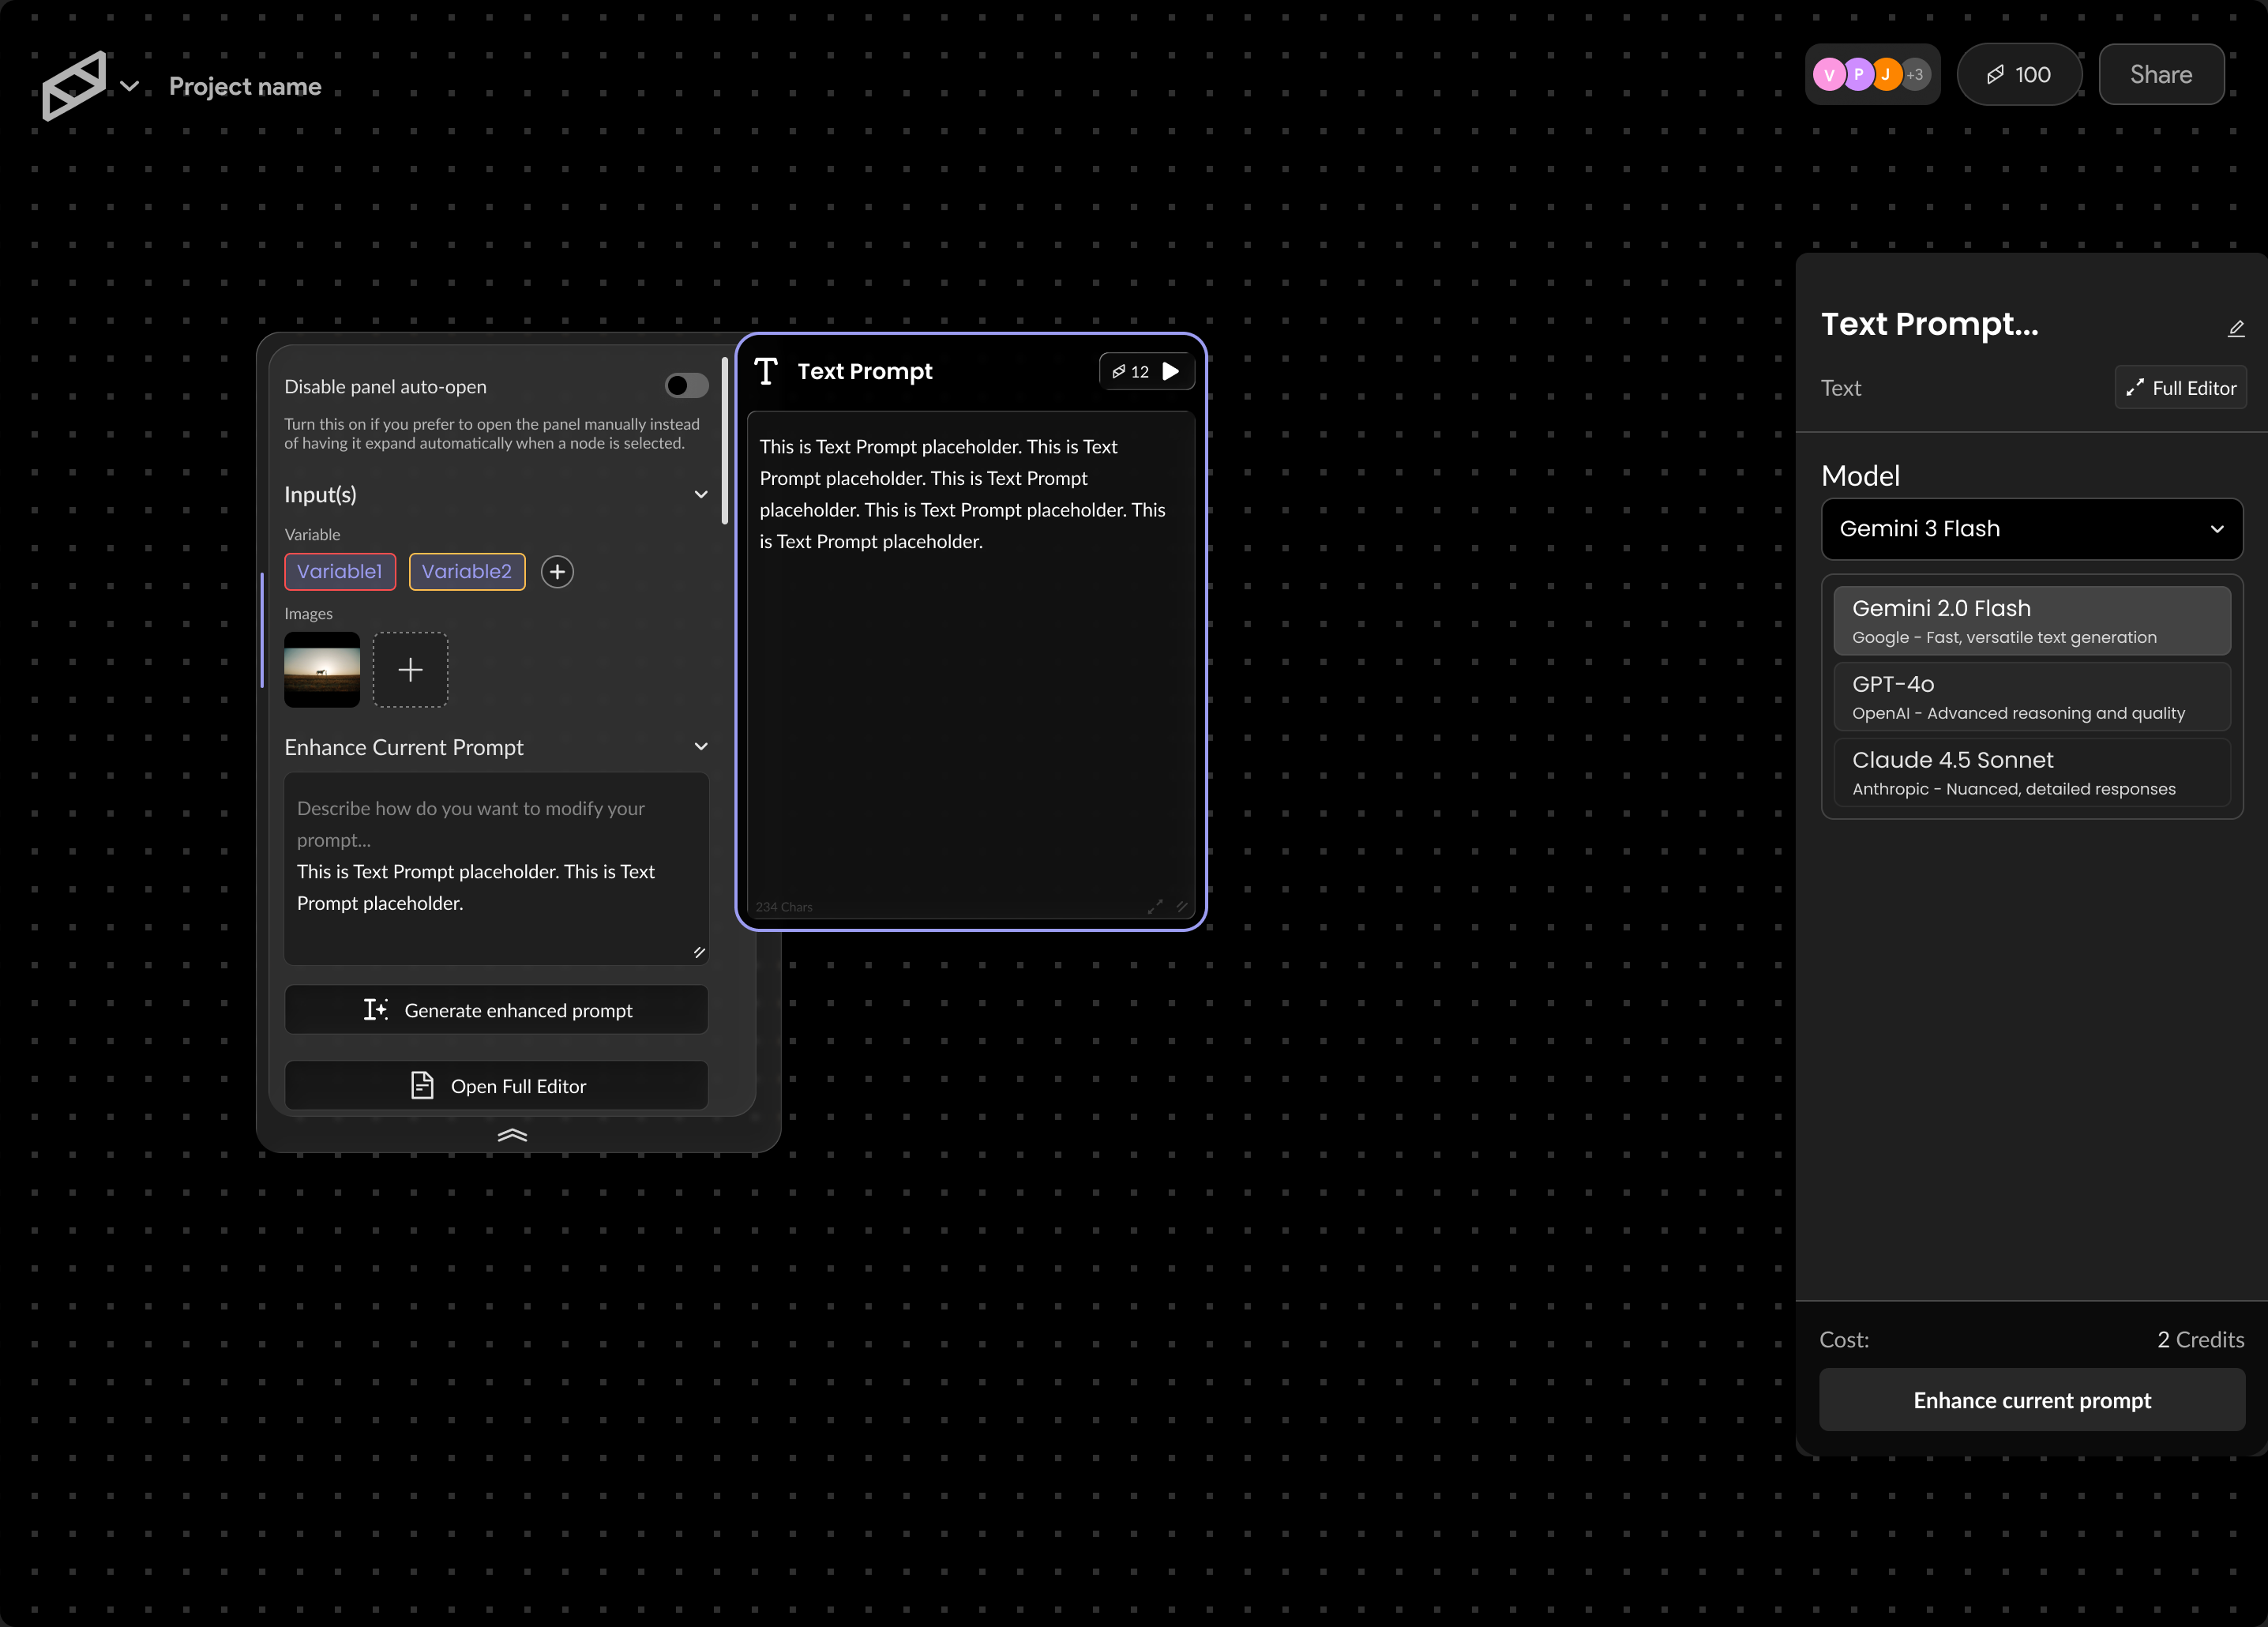 Project name
V
P
J
+3
100
Share
Disable panel auto-open
Turn this on if you prefer to open the panel manually instead
of having it expand automatically when a node is selected.
Input(s)
Variable
Variable1
Variable2
Images
Enhance Current Prompt
Describe how do you want to modify your
prompt...
This is Text Prompt placeholder. This is Text
Prompt placeholder.
Generate enhanced prompt
Open Full Editor
Text Prompt
12
This is Text Prompt placeholder. This is Text
Prompt placeholder. This is Text Prompt
placeholder. This is Text Prompt placeholder. This
is Text Prompt placeholder.
234 Chars
Text Prompt...
Text
Full Editor
Model
Gemini 3 Flash
Gemini 2.0 Flash
Google - Fast, versatile text generation
GPT-4o
OpenAI - Advanced reasoning and quality
Claude 4.5 Sonnet
Anthropic - Nuanced, detailed responses
Cost:
2 Credits
Enhance current prompt